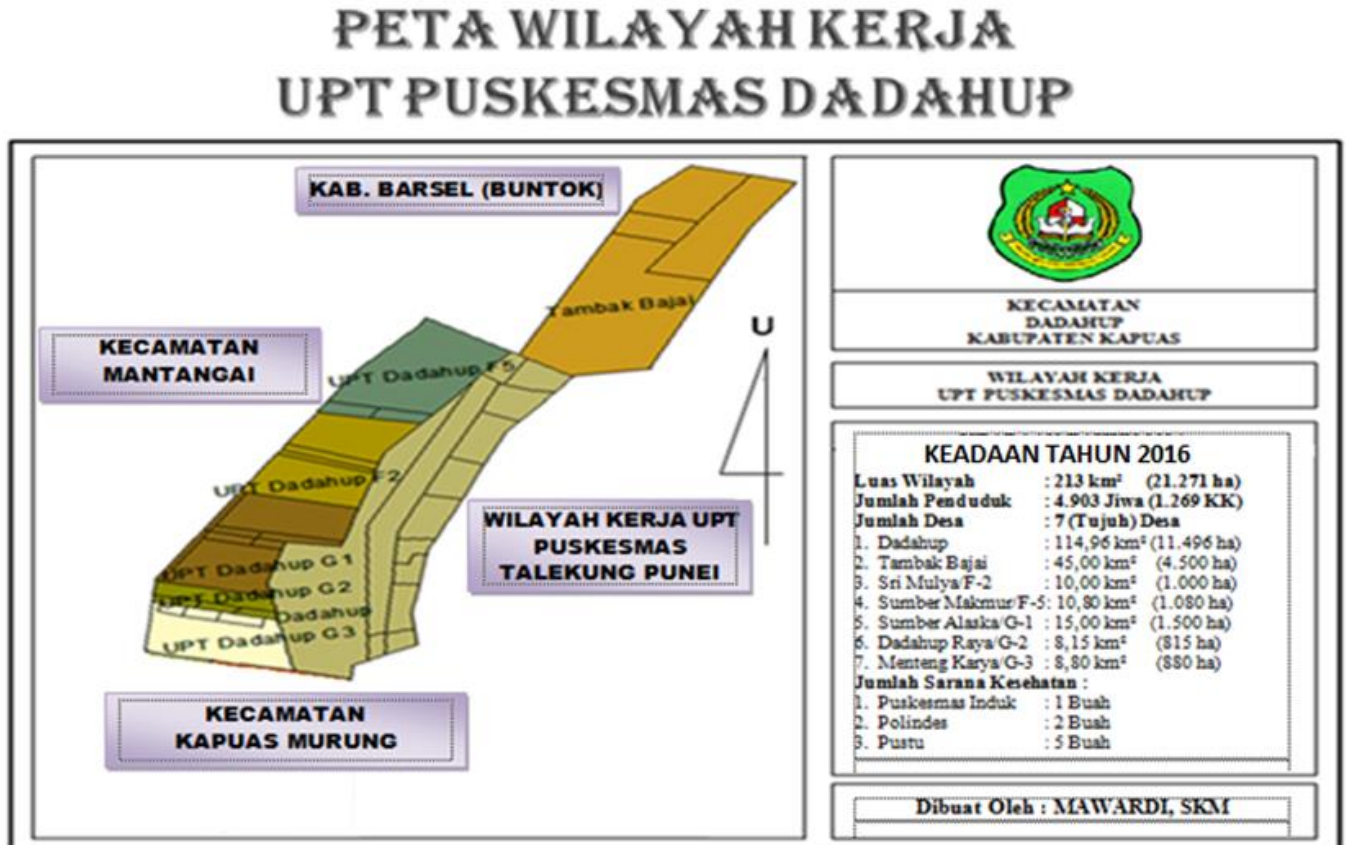 PETA WILAYAH KERJA
UPT PUSKESMAS DADAHUP
KAB. BARSEL (BUNTOK)
Tambak Bajai
U
KECAMATAN
MANTANGAI
UPT Dadahup F5
UPT Dadahup F2
WILAYAH KERJA UPT
PUSKESMAS
TALEKUNG PUNEI
UPT Dadahup G1
UPT Dadahup G2
Dadahup
UPT Dadahup G3
KECAMATAN
KAPUAS MURUNG
KECAMATAN
DADAHUP
KABUPATEN KAPUAS
WILAYAH KERJA
UPT PUSKESMAS DADAHUP
KEADAAN TAHUN 2016
Luas Wilayah : 213 km² (21.271 ha)
Jumlah Penduduk : 4.903 Jiwa (1.269 KK)
Jumlah Desa : 7 (Tujuh) Desa
1. Dadahup : 114,96 km² (11.496 ha)
2. Tambak Bajai : 45,00 km² (4.500 ha)
3. Sri Mulya/F-2 : 10,00 km² (1.000 ha)
4. Sumber Makmur/F-5: 10,80 km² (1.080 ha)
5. Sumber Alaska/G-1 : 15,00 km² (1.500 ha)
6. Dadahup Raya/G-2 : 8,15 km² (815 ha)
7. Menteng Karya/G-3 : 8,80 km² (880 ha)
Jumlah Sarana Kesehatan :
1. Puskesmas Induk : 1 Buah
2. Polindes : 2 Buah
3. Pustu : 5 Buah
Dibuat Oleh : MAWARDI, SKM